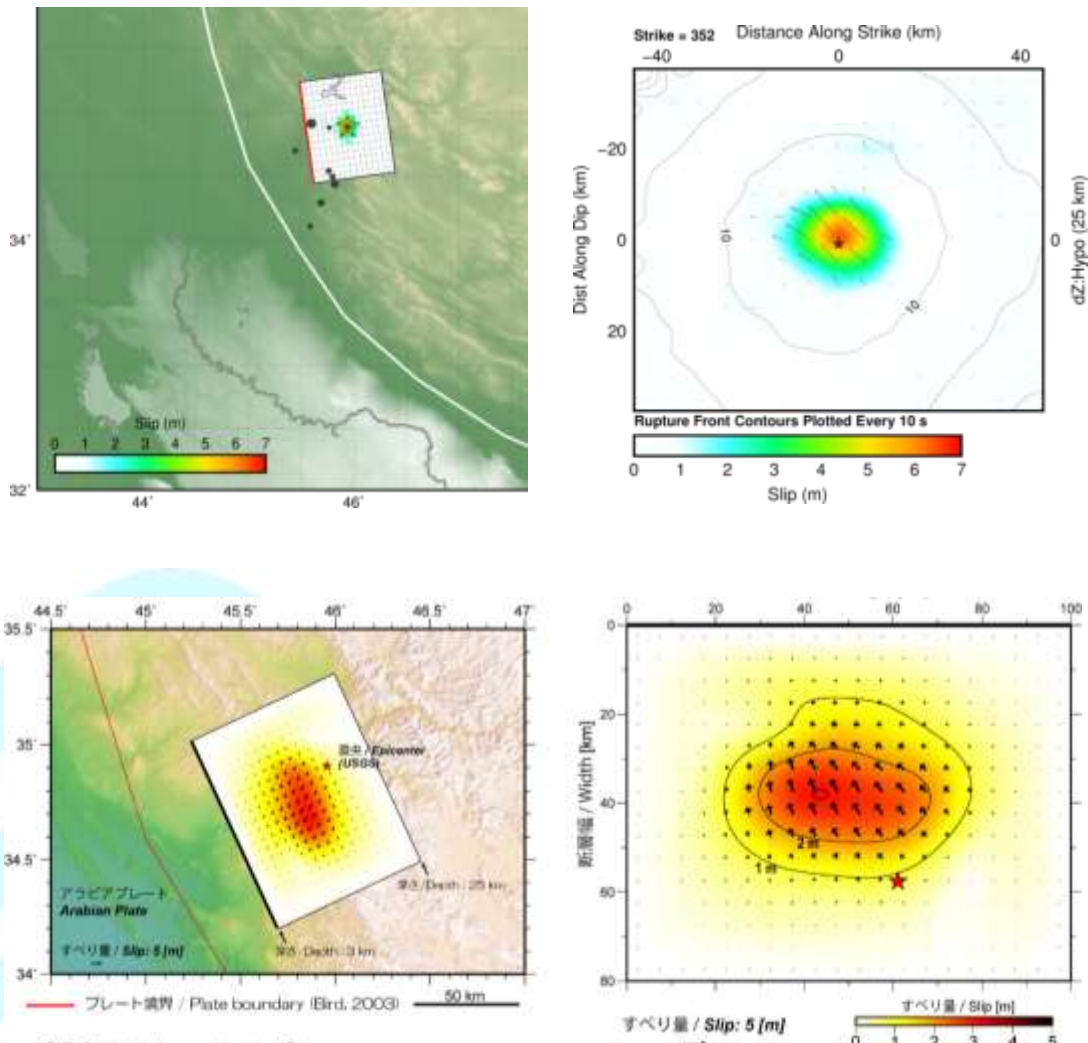 34°
Slip (m)
0 1 2 3 4 5 6 7
32°
44° 46°
Strike = 352 Distance Along Strike (km)
−40 0 40
−20
0
20
Dist Along Dip (km)
0
dZ:Hypo (25 km)
10
10
Rupture Front Contours Plotted Every 10 s
0 1 2 3 4 5 6 7
Slip (m)
44.5° 45° 45.5° 46° 46.5° 47°
35.5°
35°
34.5°
34°
震央 / Epicenter
(USGS)
深さ/Depth : 25 km
アラビアプレート
Arabian Plate
すべり量 / Slip: 5 [m]
深さ/Depth : 3 km
プレート境界 / Plate boundary (Bird, 2003) 50 km
0 20 40 60 80 100
0
20
40
60
80
断層幅 / Width [km]
2 m
1 m
すべり量 / Slip: 5 [m]
すべり量 / Slip [m]
0 1 2 3 4 5